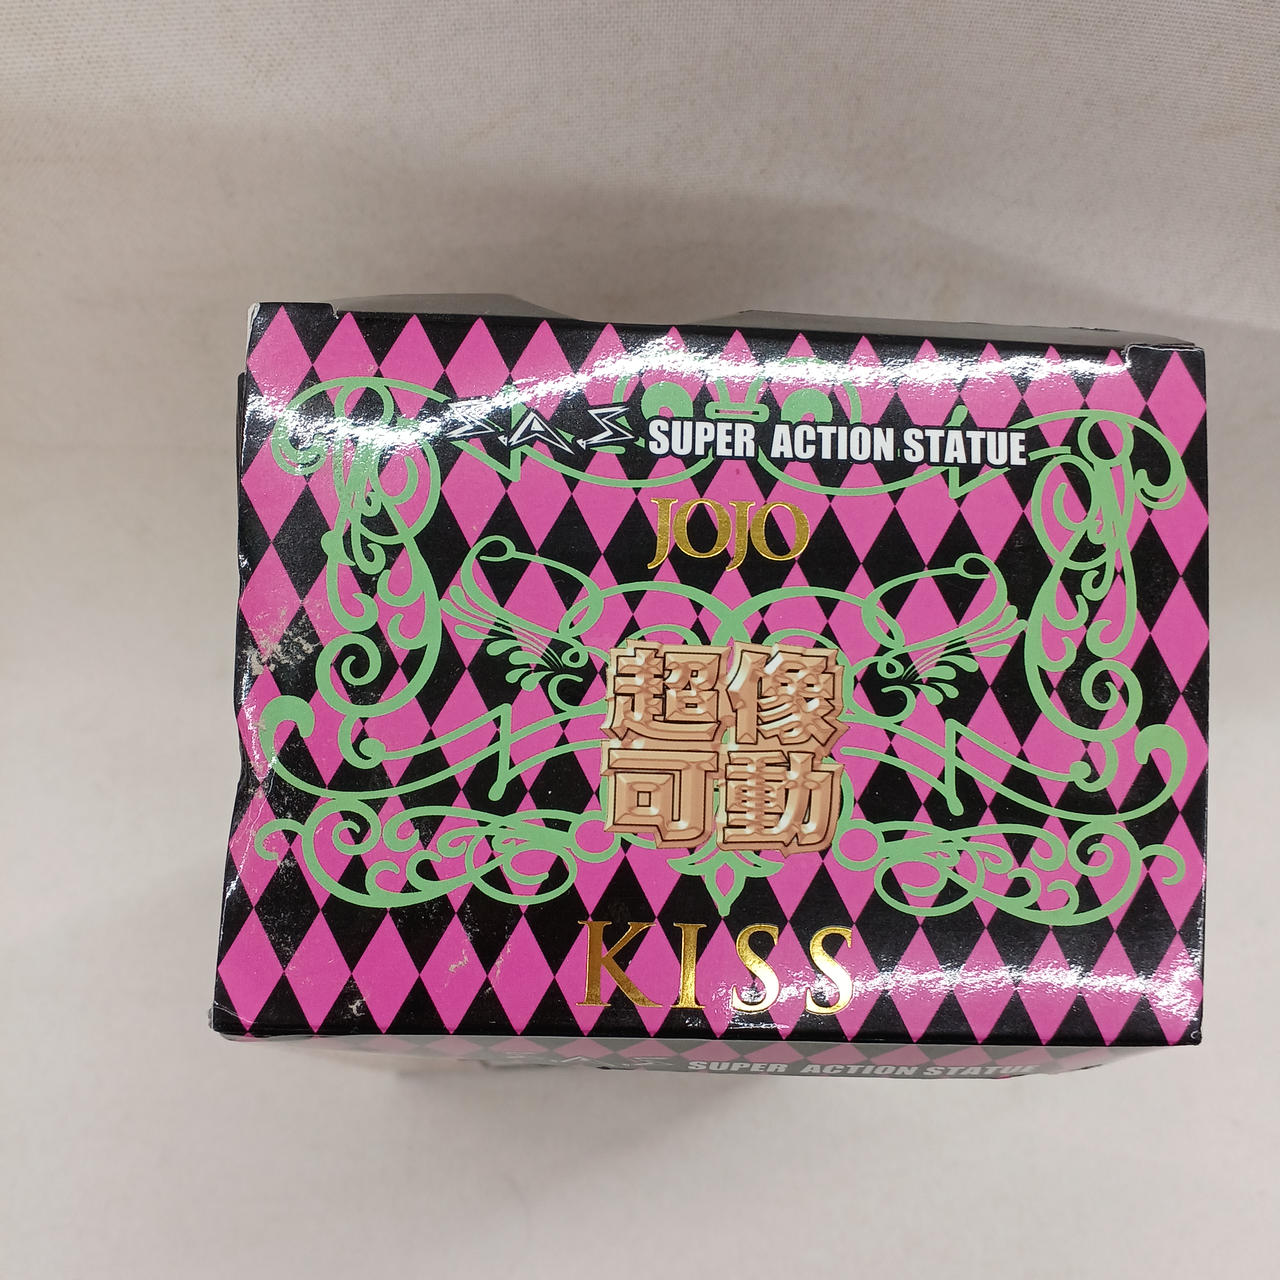 S.A.S SUPER ACTION STATUE
JOJO
超像
可動
KISS
SUPER ACTION STATUE